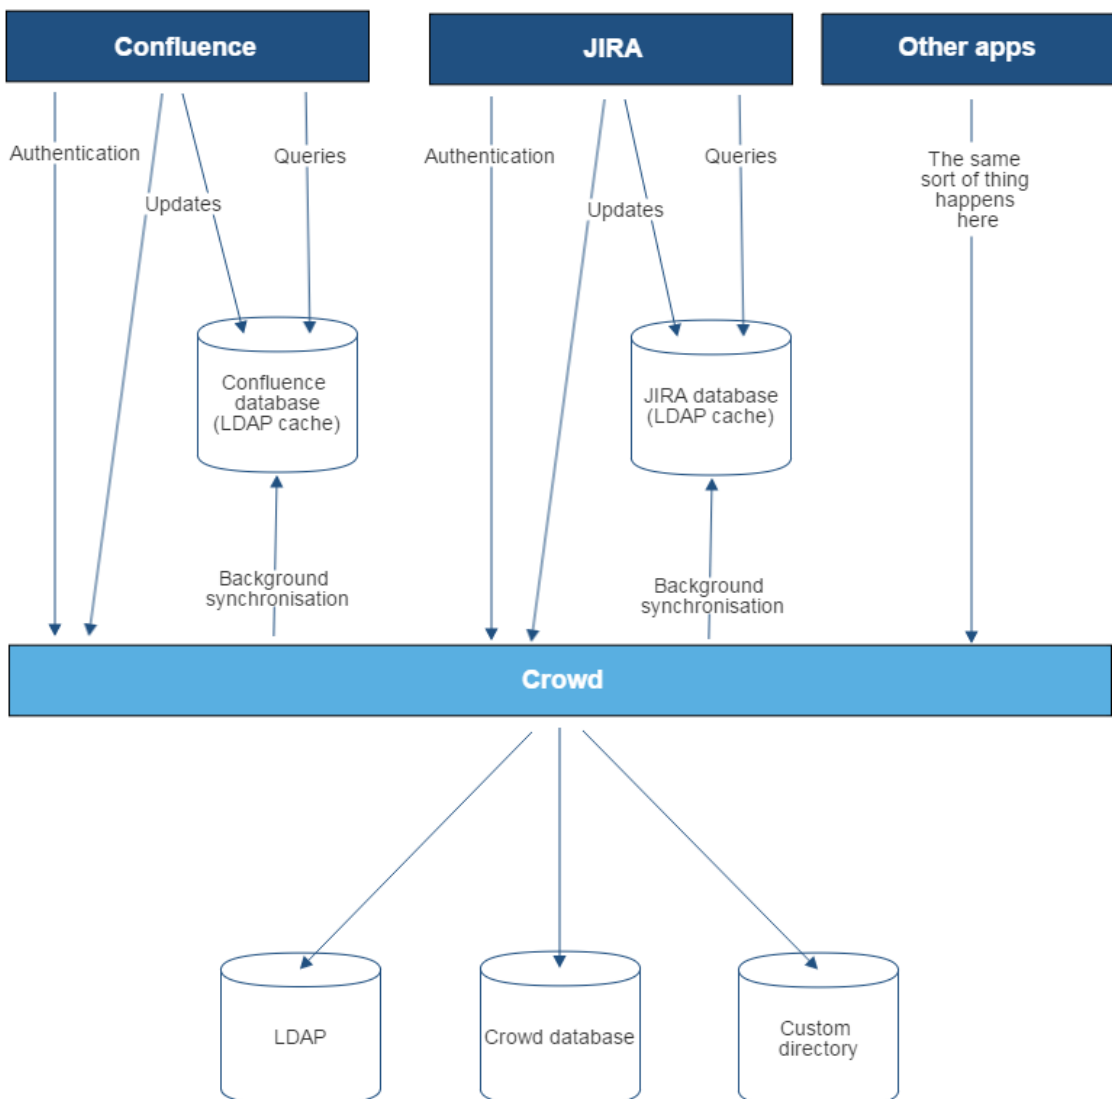 Confluence
JIRA
Other apps
Authentication
Queries
Updates
Authentication
Queries
Updates
The same
sort of thing
happens
here
Confluence
database
(LDAP cache)
JIRA database
(LDAP cache)
Background
synchronisation
Background
synchronisation
Crowd
LDAP
Crowd database
Custom
directory